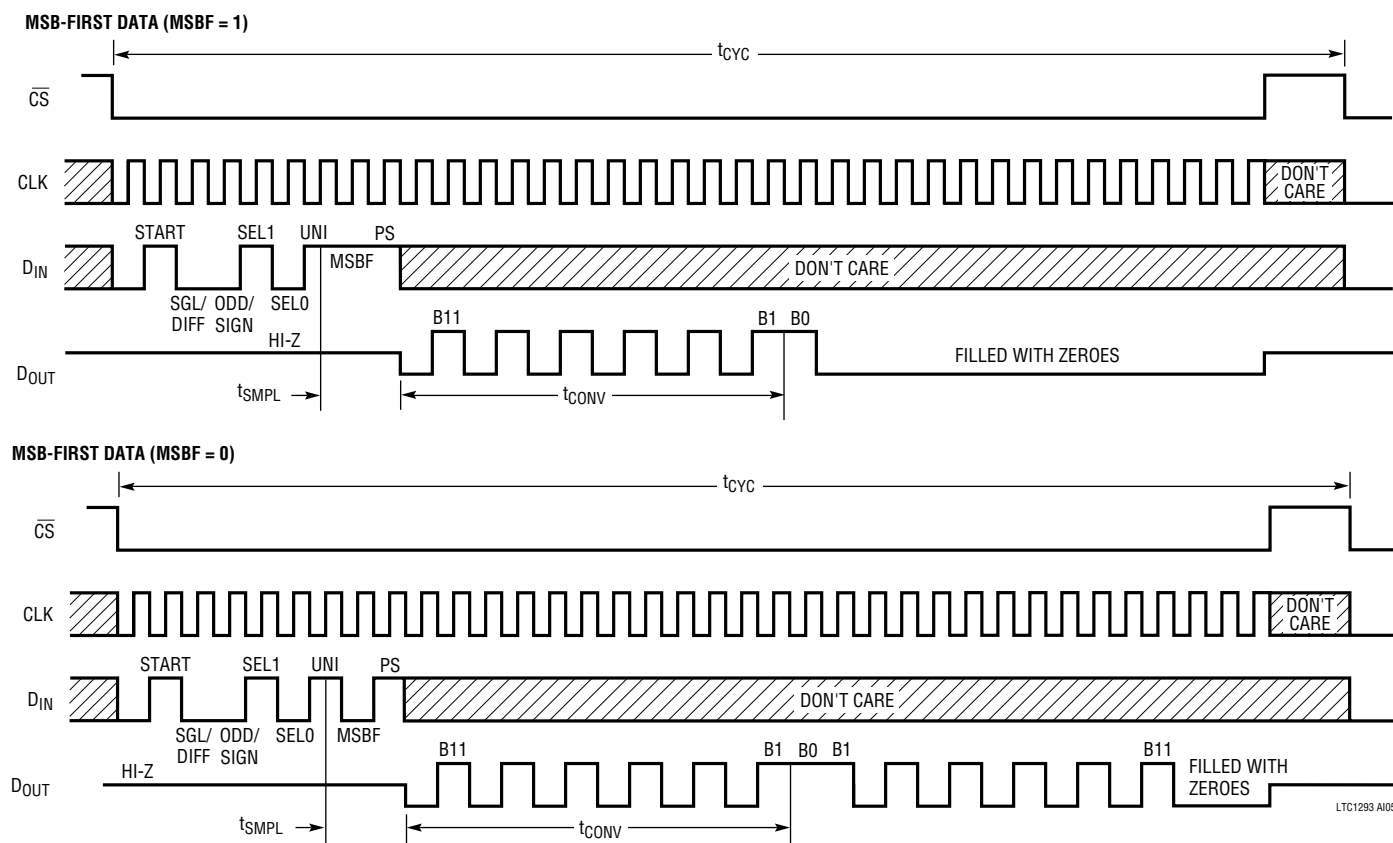 MSB-FIRST DATA (MSBF = 1)
tCYC
CS
CLK
DON'T
CARE
START SEL1 UNI PS
DIN
MSBF
DON'T CARE
SGL/ ODD/ SEL0
DIFF SIGN
B11 B1 B0
HI-Z
FILLED WITH ZEROES
DOUT
tSMPL
tCONV
MSB-FIRST DATA (MSBF = 0)
tCYC
CS
CLK
DON'T
CARE
START SEL1 UNI PS
DIN
DON'T CARE
SGL/ ODD/ SEL0 MSBF
DIFF SIGN
B11 B1 B0 B1 B11
HI-Z
FILLED WITH
ZEROES
DOUT
tSMPL
tCONV